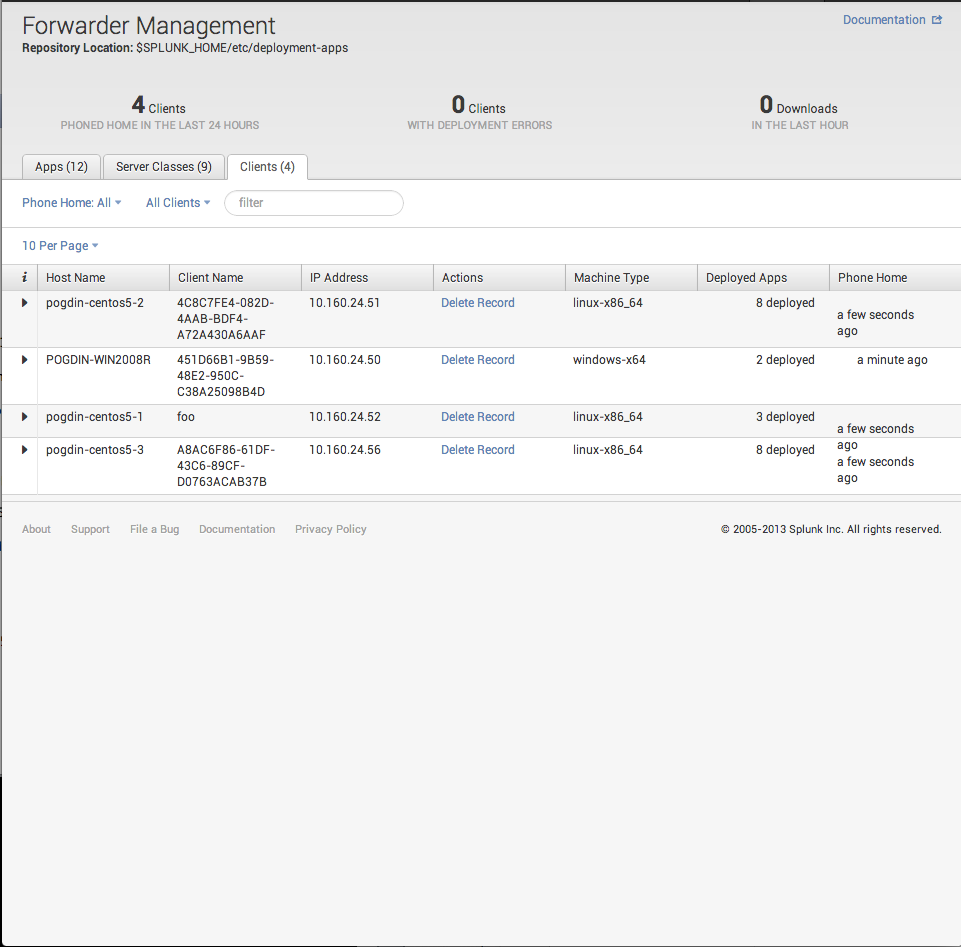 Forwarder Management
Documentation
Repository Location: $SPLUNK_HOME/etc/deployment-apps
4 Clients
PHONED HOME IN THE LAST 24 HOURS
0 Clients
WITH DEPLOYMENT ERRORS
0 Downloads
IN THE LAST HOUR
Apps (12) Server Classes (9) Clients (4)
Phone Home: All All Clients filter
10 Per Page
i Host Name Client Name IP Address Actions Machine Type Deployed Apps Phone Home
pogdin-centos5-2 4C8C7FE4-082D- 10.160.24.51 Delete Record linux-x86_64 8 deployed
a few seconds
4AAB-BDF4-
ago
A72A430A6AAF
POGDIN-WIN2008R 451D66B1-9B59- 10.160.24.50 Delete Record windows-x64 2 deployed a minute ago
48E2-950C-
C38A25098B4D
pogdin-centos5-1 foo 10.160.24.52 Delete Record linux-x86_64 3 deployed
a few seconds
ago
pogdin-centos5-3 A8AC6F86-61DF- 10.160.24.56 Delete Record linux-x86_64 8 deployed
a few seconds
43C6-89CF-
ago
D0763ACAB37B
About Support File a Bug Documentation Privacy Policy © 2005-2013 Splunk Inc. All rights reserved.